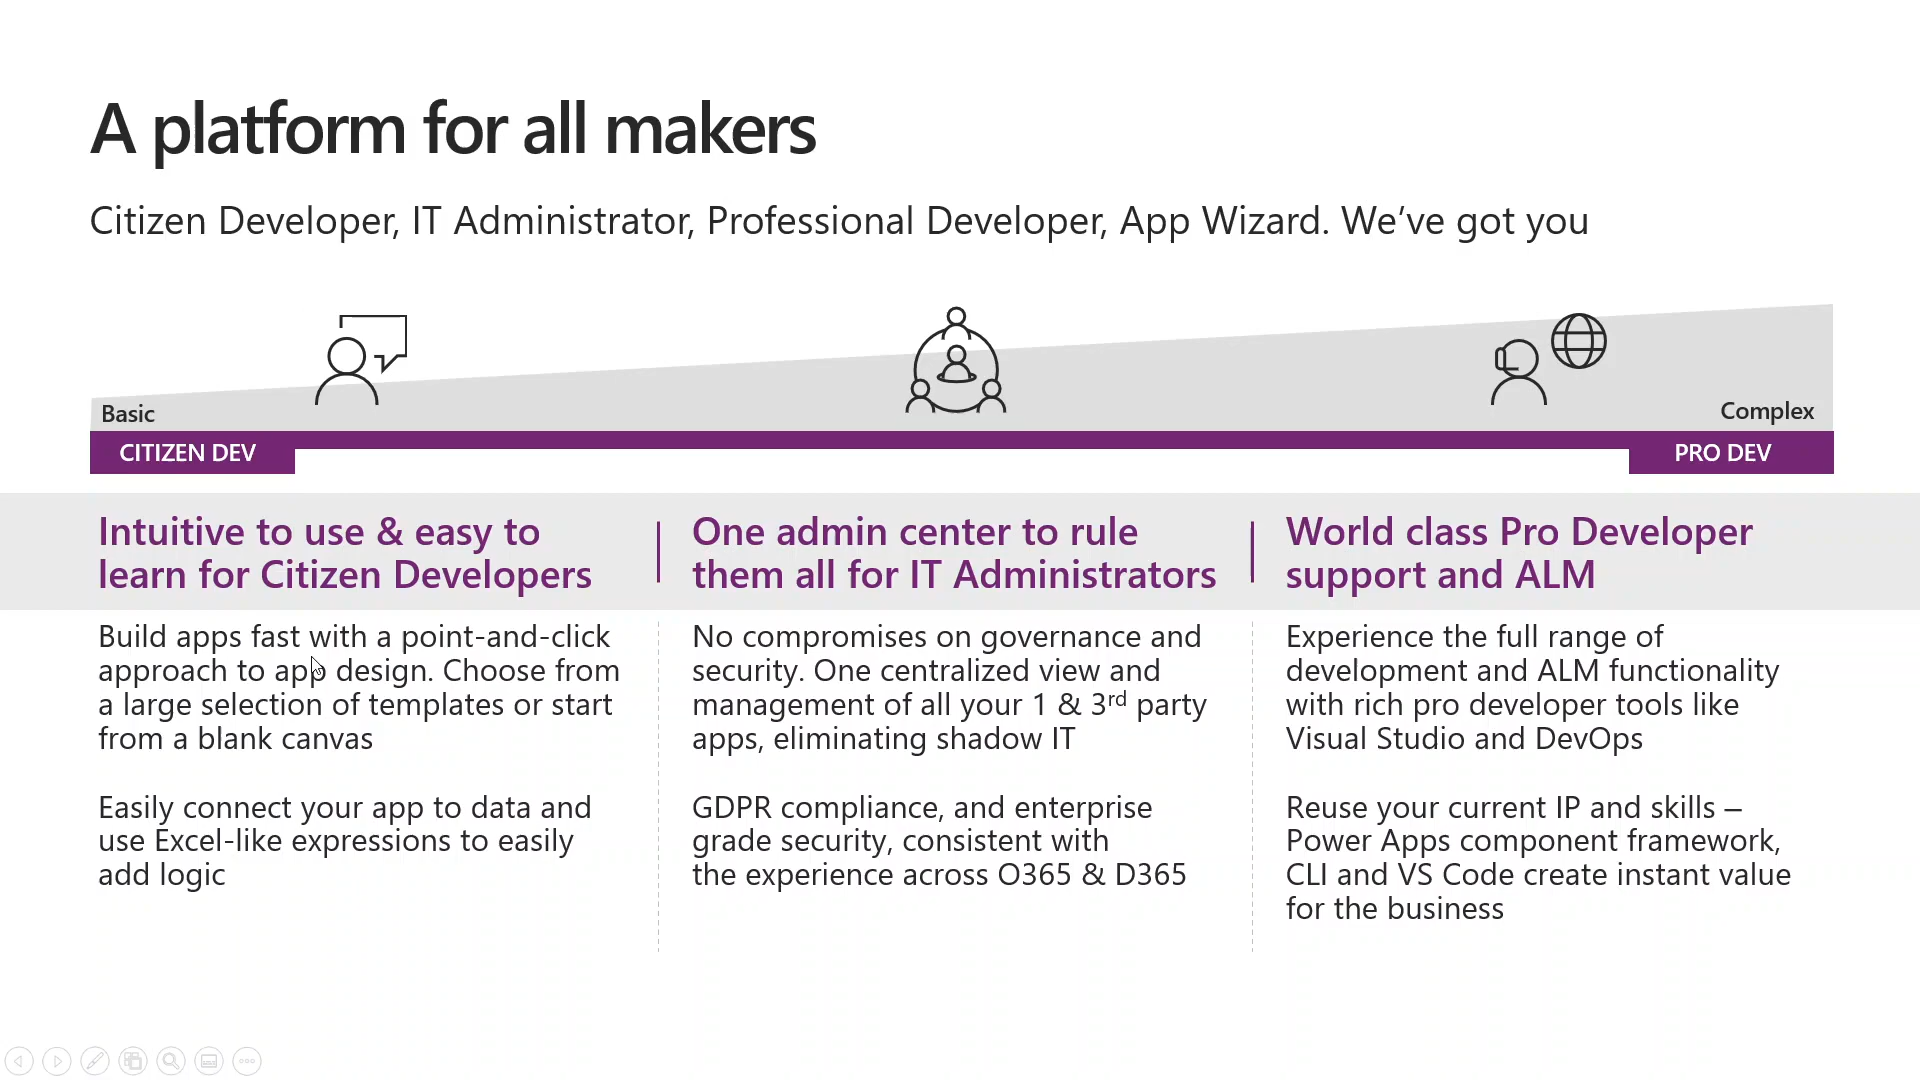 A platform for all makers
Citizen Developer, IT Administrator, Professional Developer, App Wizard. We’ve got you
Basic
Complex
CITIZEN DEV
PRO DEV
Intuitive to use & easy to
learn for Citizen Developers
Build apps fast with a point-and-click
approach to app design. Choose from
a large selection of templates or start
from a blank canvas
Easily connect your app to data and
use Excel-like expressions to easily
add logic
One admin center to rule
them all for IT Administrators
No compromises on governance and
security. One centralized view and
management of all your 1 & 3rd party
apps, eliminating shadow IT
GDPR compliance, and enterprise
grade security, consistent with
the experience across O365 & D365
World class Pro Developer
support and ALM
Experience the full range of
development and ALM functionality
with rich pro developer tools like
Visual Studio and DevOps
Reuse your current IP and skills –
Power Apps component framework,
CLI and VS Code create instant value
for the business